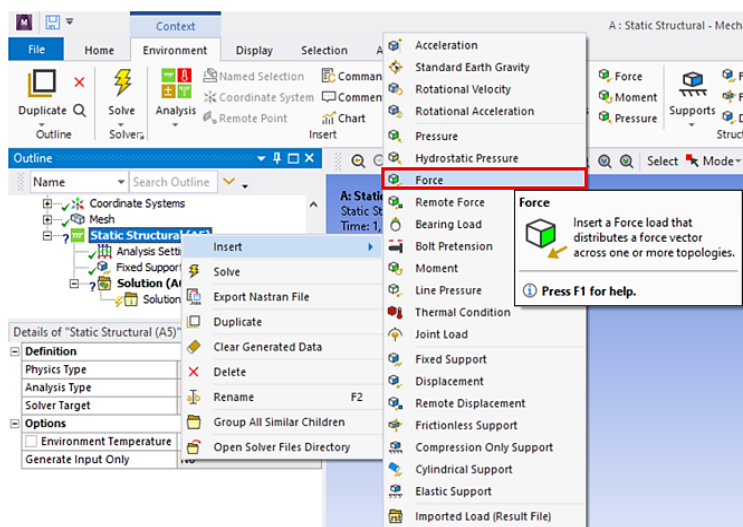 M
Context
A : Static Structural - Mech
File
Home
Environment
Display
Selection
A
Duplicate
Outline
Solve
Solver
Analysis
Named Selection
Coordinate System
Remote Point
Comman
Commen
Chart
Insert
Force
Moment
Pressure
Supports
F
F
D
Struct
Outline
Name
Search Outline
Select
Mode
Coordinate Systems
Mesh
Static Structural (A5)
Analysis Setti
Fixed Support
Solution (A
Solution
A: Static
Static St
Time: 1,
Insert
Solve
Export Nastran File
Duplicate
Clear Generated Data
Delete
Rename F2
Group All Similar Children
Open Solver Files Directory
Acceleration
Standard Earth Gravity
Rotational Velocity
Rotational Acceleration
Pressure
Hydrostatic Pressure
Force
Remote Force
Bearing Load
Bolt Pretension
Moment
Line Pressure
Thermal Condition
Joint Load
Fixed Support
Displacement
Remote Displacement
Frictionless Support
Compression Only Support
Cylindrical Support
Elastic Support
Imported Load (Result File)
Force
Insert a Force load that
distributes a force vector
across one or more topologies.
Press F1 for help.
Details of "Static Structural (A5)"
Definition
Physics Type
Analysis Type
Solver Target
Options
Environment Temperature
Generate Input Only